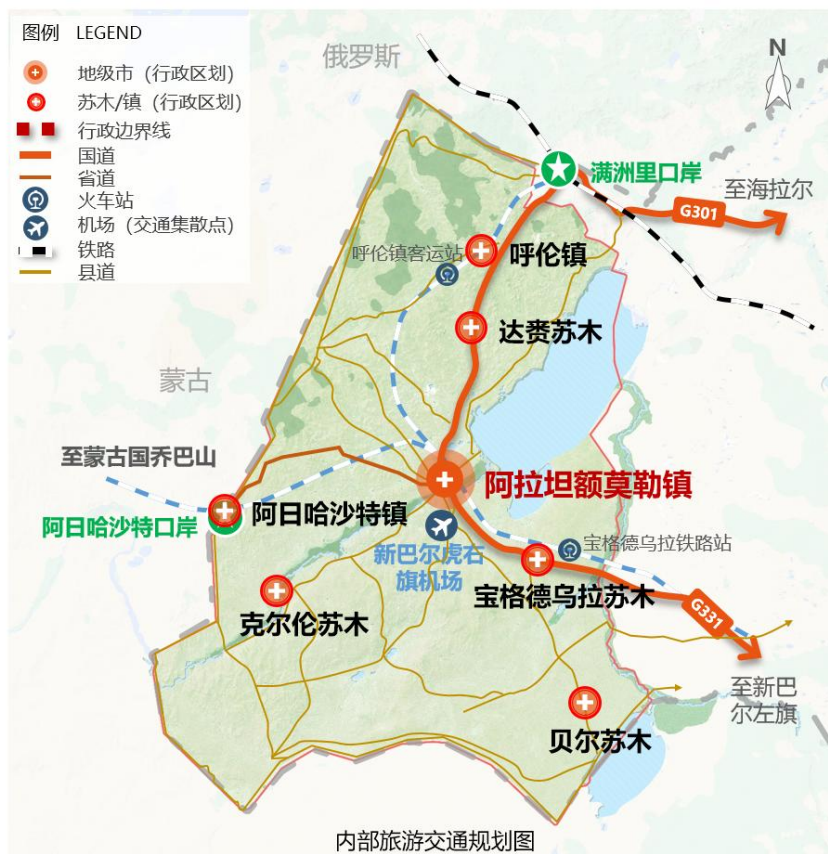 图例 LEGEND
地级市（行政区划）
苏木/镇（行政区划）
行政边界线
国道
省道
火车站
机场（交通集散点）
铁路
县道
俄罗斯
N
满洲里口岸
至海拉尔
G301
呼伦镇客运站
呼伦镇
达赉苏木
蒙古
至蒙古国乔巴山
阿拉坦额莫勒镇
阿日哈沙特口岸
阿日哈沙特镇
新巴尔虎右
旗机场
宝格德乌拉铁路站
宝格德乌拉苏木
克尔伦苏木
G331
至新巴
尔左旗
贝尔苏木
内部旅游交通规划图